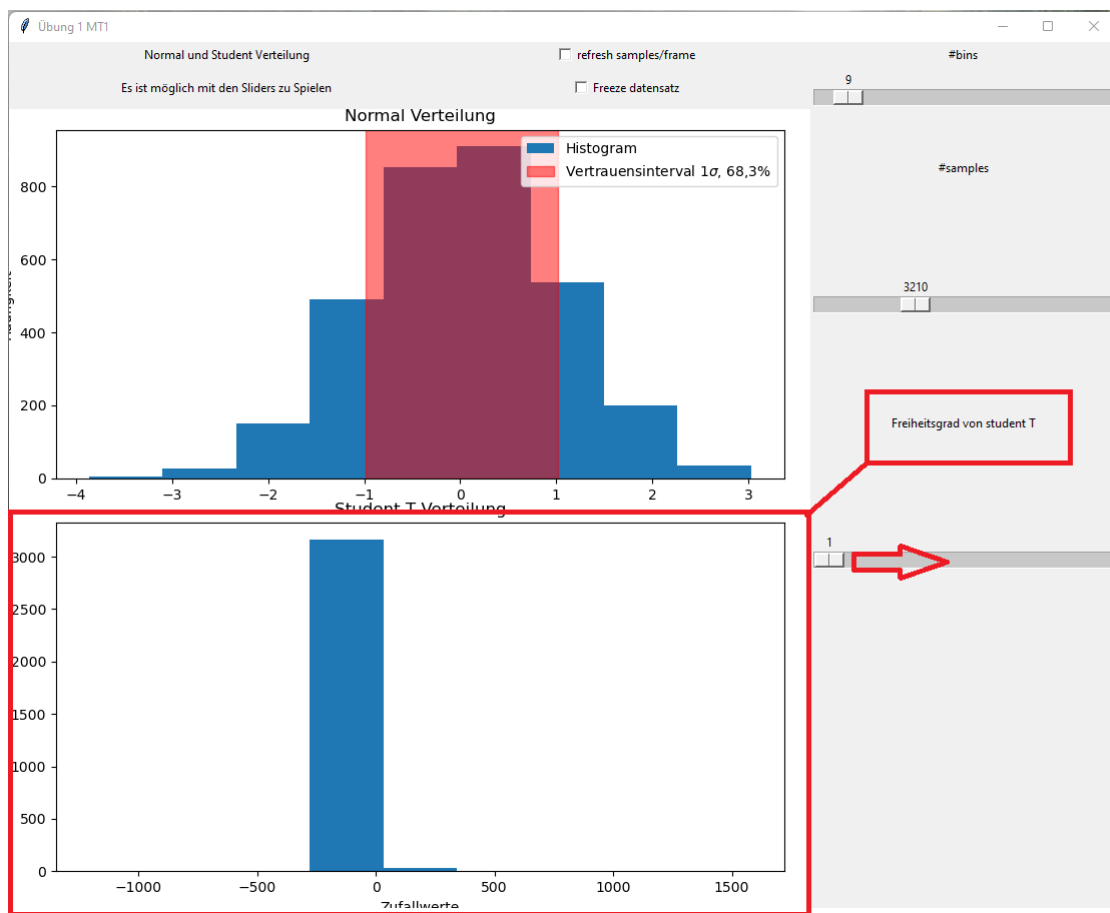 Übung 1 MT1
Normal und Student Verteilung
refresh samples/frame
#bins
Es ist möglich mit den Sliders zu Spielen
Freeze datensatz
9
Normal Verteilung
Histogram
Vertrauensinterval 1σ, 68,3%
800
600
400
200
0
−4 −3 −2 −1 0 1 2 3
#samples
3210
Freiheitsgrad von student T
1
Student T Verteilung
3000
2500
2000
1500
1000
500
0
−1000 −500 0 500 1000 1500
Zufallwerte